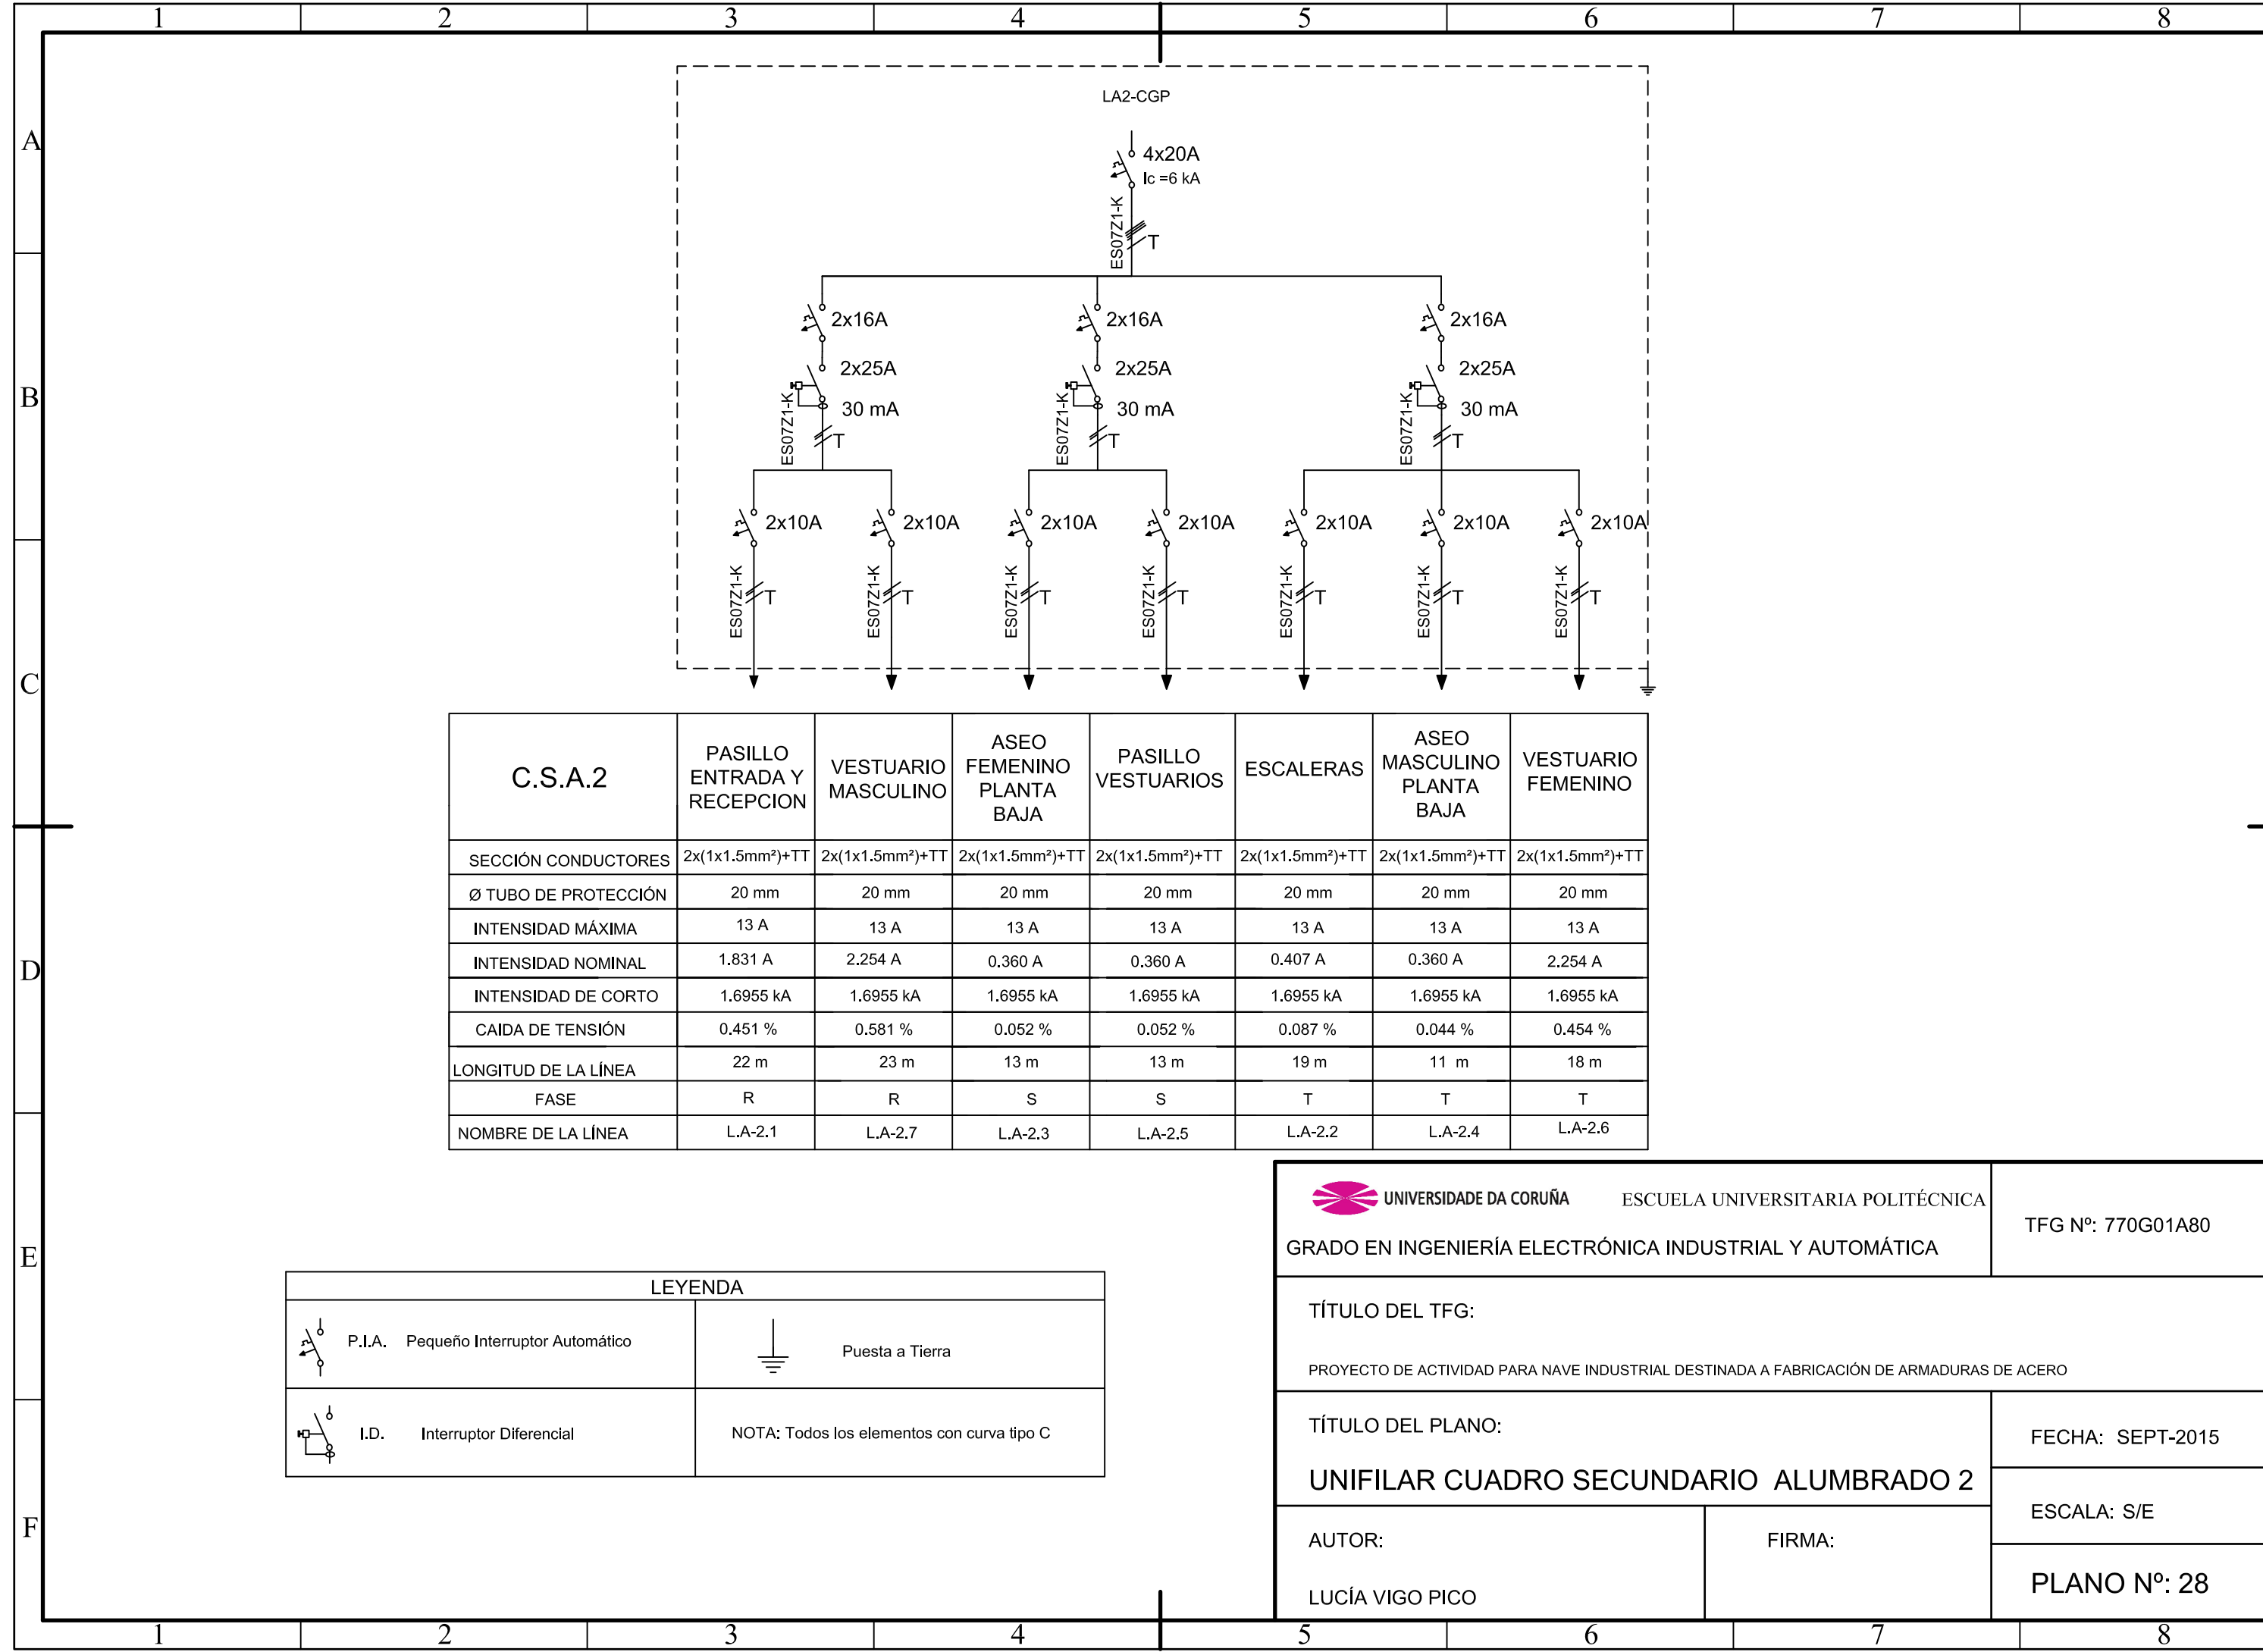 1 2 3 4 5 6 7 8
A
B
C
D
E
F
LA2-CGP
4x20A
Ic =6 kA
ES07Z1-K
T
2x16A 2x16A 2x16A
2x25A 2x25A 2x25A
30 mA 30 mA 30 mA
ES07Z1-K ES07Z1-K ES07Z1-K
T T T
2x10A 2x10A 2x10A 2x10A 2x10A 2x10A 2x10A
ES07Z1-K ES07Z1-K ES07Z1-K ES07Z1-K ES07Z1-K ES07Z1-K ES07Z1-K
T T T T T T T
C.S.A.2
PASILLO
ENTRADA Y
RECEPCION
VESTUARIO
MASCULINO
ASEO
FEMENINO
PLANTA
BAJA
PASILLO
VESTUARIOS
ESCALERAS
ASEO
MASCULINO
PLANTA
BAJA
VESTUARIO
FEMENINO
SECCIÓN CONDUCTORES 2x(1x1.5mm²)+TT 2x(1x1.5mm²)+TT 2x(1x1.5mm²)+TT 2x(1x1.5mm²)+TT 2x(1x1.5mm²)+TT 2x(1x1.5mm²)+TT 2x(1x1.5mm²)+TT
Ø TUBO DE PROTECCIÓN 20 mm 20 mm 20 mm 20 mm 20 mm 20 mm 20 mm
INTENSIDAD MÁXIMA 13 A 13 A 13 A 13 A 13 A 13 A 13 A
INTENSIDAD NOMINAL 1.831 A 2.254 A 0.360 A 0.360 A 0.407 A 0.360 A 2.254 A
INTENSIDAD DE CORTO 1.6955 kA 1.6955 kA 1.6955 kA 1.6955 kA 1.6955 kA 1.6955 kA 1.6955 kA
CAIDA DE TENSIÓN 0.451 % 0.581 % 0.052 % 0.052 % 0.087 % 0.044 % 0.454 %
LONGITUD DE LA LÍNEA 22 m 23 m 13 m 13 m 19 m 11 m 18 m
FASE R R S S T T T
NOMBRE DE LA LÍNEA L.A-2.1 L.A-2.7 L.A-2.3 L.A-2.5 L.A-2.2 L.A-2.4 L.A-2.6
LEYENDA
P.I.A. Pequeño Interruptor Automático
Puesta a Tierra
I.D. Interruptor Diferencial
NOTA: Todos los elementos con curva tipo C
UNIVERSIDADE DA CORUÑA ESCUELA UNIVERSITARIA POLITÉCNICA
GRADO EN INGENIERÍA ELECTRÓNICA INDUSTRIAL Y AUTOMÁTICA
TFG Nº: 770G01A80
TÍTULO DEL TFG:
PROYECTO DE ACTIVIDAD PARA NAVE INDUSTRIAL DESTINADA A FABRICACIÓN DE ARMADURAS DE ACERO
TÍTULO DEL PLANO:
UNIFILAR CUADRO SECUNDARIO ALUMBRADO 2
FECHA: SEPT-2015
ESCALA: S/E
AUTOR:
LUCÍA VIGO PICO
FIRMA:
PLANO Nº: 28
1 2 3 4 5 6 7 8